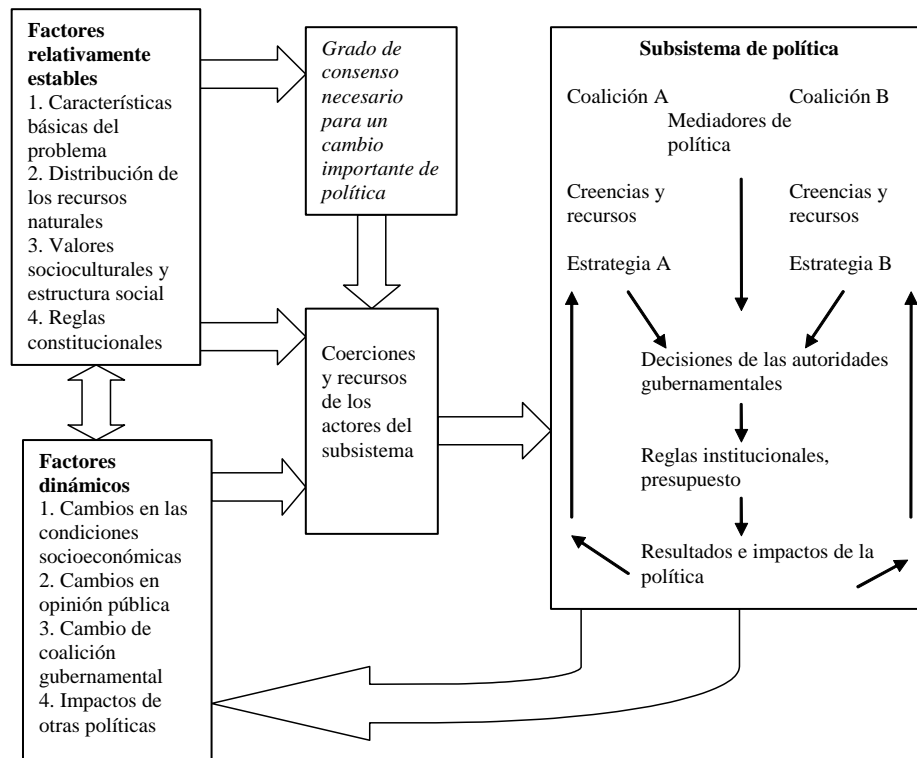 Factores
relativamente
estables
1. Características
básicas del
problema
2. Distribución de
los recursos
naturales
3. Valores
socioculturales y
estructura social
4. Reglas
constitucionales
Grado de
consenso
necesario
para un
cambio
importante de
política
Coerciones
y recursos
de los
actores del
subsistema
Factores
dinámicos
1. Cambios en las
condiciones
socioeconómicas
2. Cambios en
opinión pública
3. Cambio de
coalición
gubernamental
4. Impactos de
otras políticas
Subsistema de política
Coalición A
Coalición B
Mediadores de
política
Creencias y
recursos
Creencias y
recursos
Estrategia A
Estrategia B
Decisiones de las autoridades
gubernamentales
Reglas institucionales,
presupuesto
Resultados e impactos de la
política